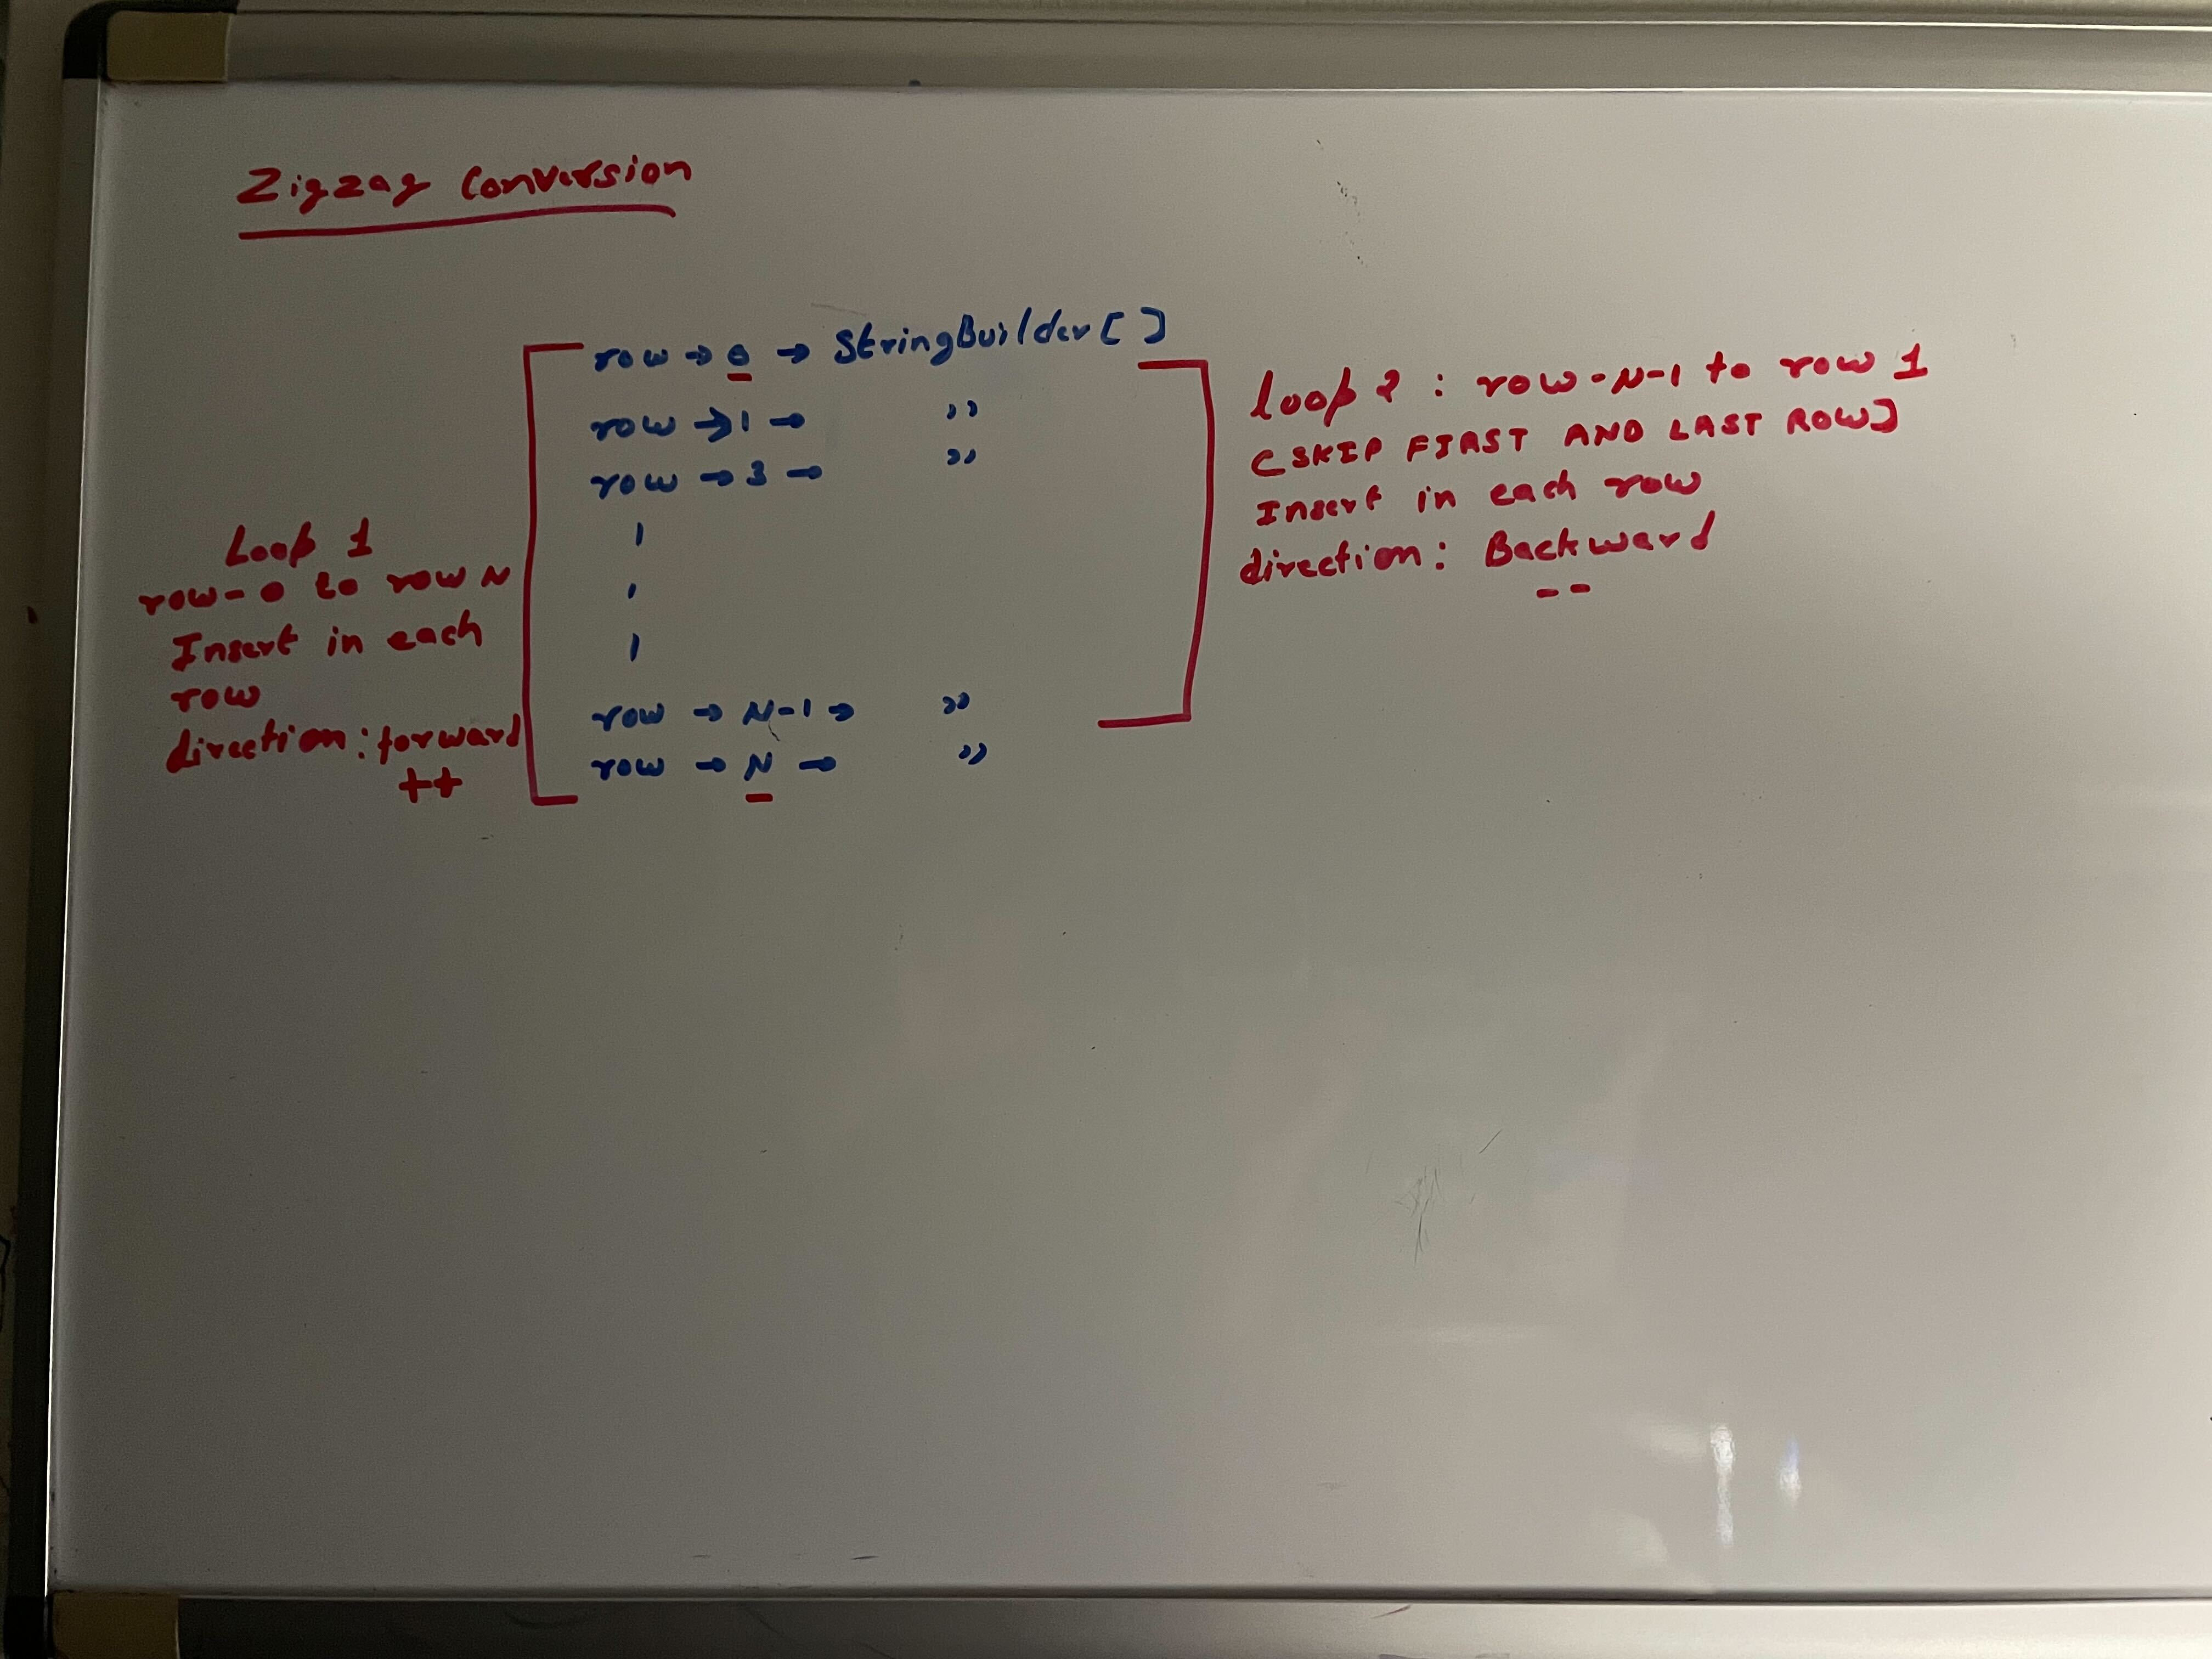 Zigzag Conversion
row → 0 → StringBuilder[ ]
row → 1 → ”
row → 3 → ”
row → N-1 → ”
row → N → ”
Loop 1
row-0 to row N
Insert in each
row
direction: forward
++
loop 2 : row-N-1 to row 1
[SKIP FIRST AND LAST ROW]
Insert in each row
direction: Backward
--